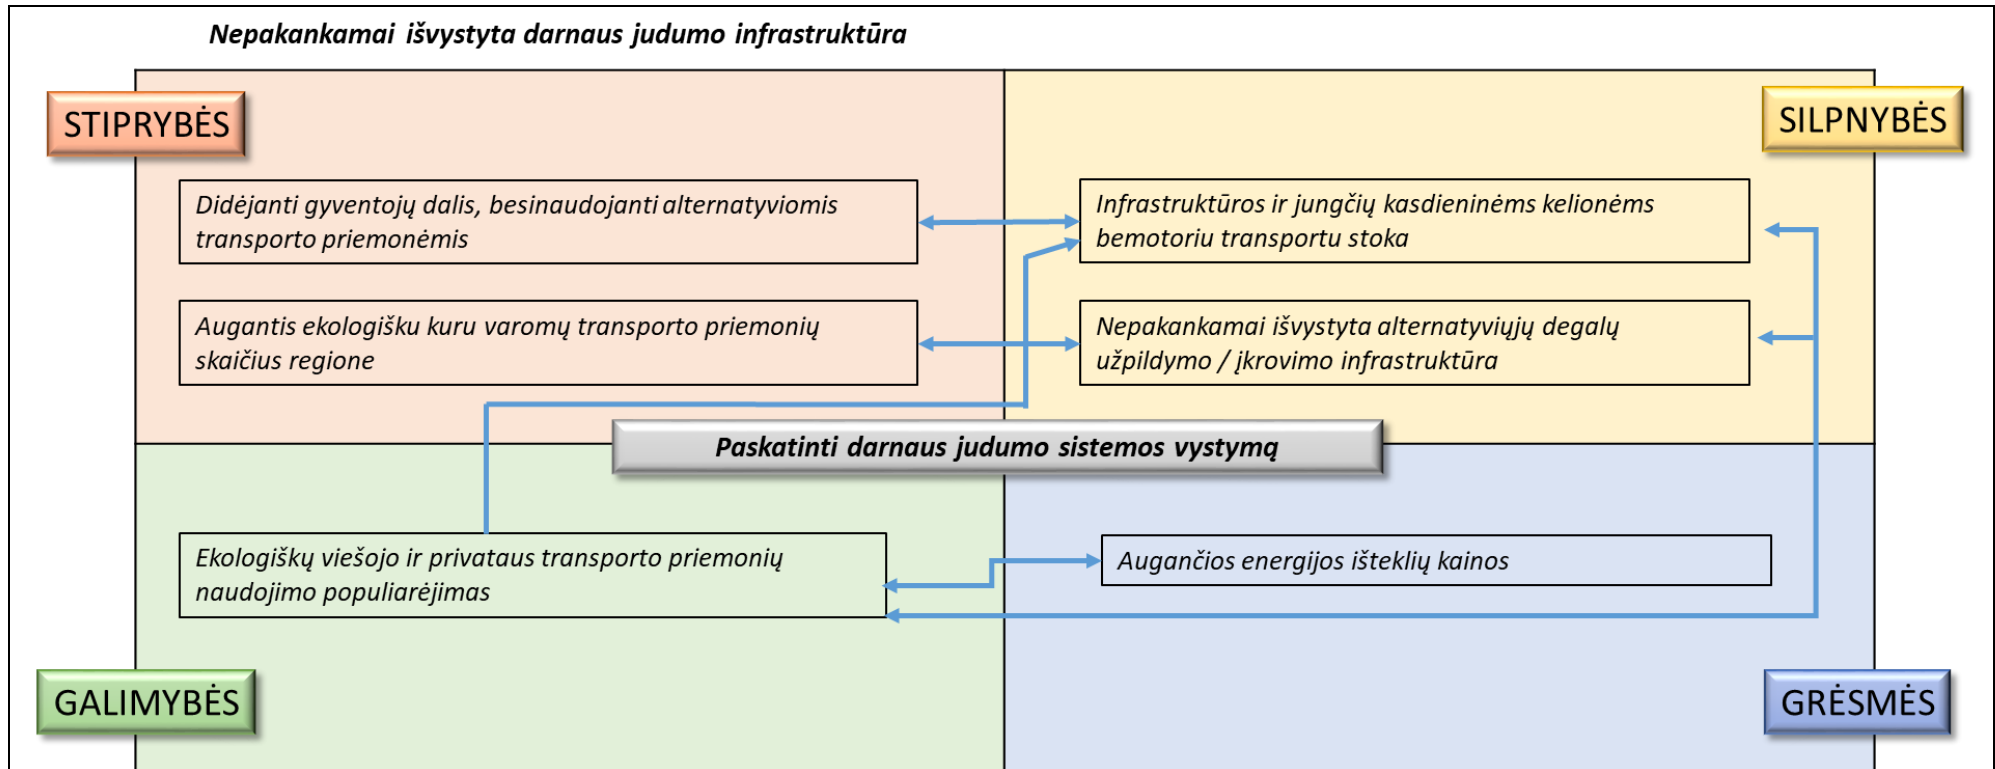 Nepakankamai išvystyta darnaus judumo infrastruktūra
STIPRYBĖS
SILPNYBĖS
Didėjanti gyventojų dalis, besinaudojanti alternatyviomis
transporto priemonėmis
Infrastruktūros ir jungčių kasdieninėms kelionėms
bemotoriu transportu stoka
Augantis ekologišku kuru varomų transporto priemonių
skaičius regione
Nepakankamai išvystyta alternatyviųjų degalų
užpildymo / įkrovimo infrastruktūra
Paskatinti darnaus judumo sistemos vystymą
Ekologiškų viešojo ir privataus transporto priemonių
naudojimo populiarėjimas
Augančios energijos išteklių kainos
GALIMYBĖS
GRĖSMĖS